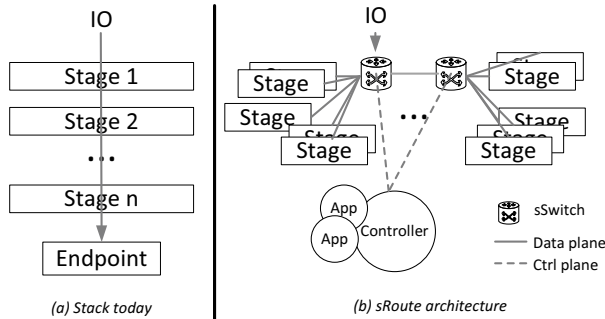 IO
Stage 1
Stage 2
...
Stage n
Endpoint
(a) Stack today
IO
Stage
Stage
Stage
Stage
...
Stage
Stage
Stage
Stage
App
App
Controller
sSwitch
Data plane
Ctrl plane
(b) sRoute architecture